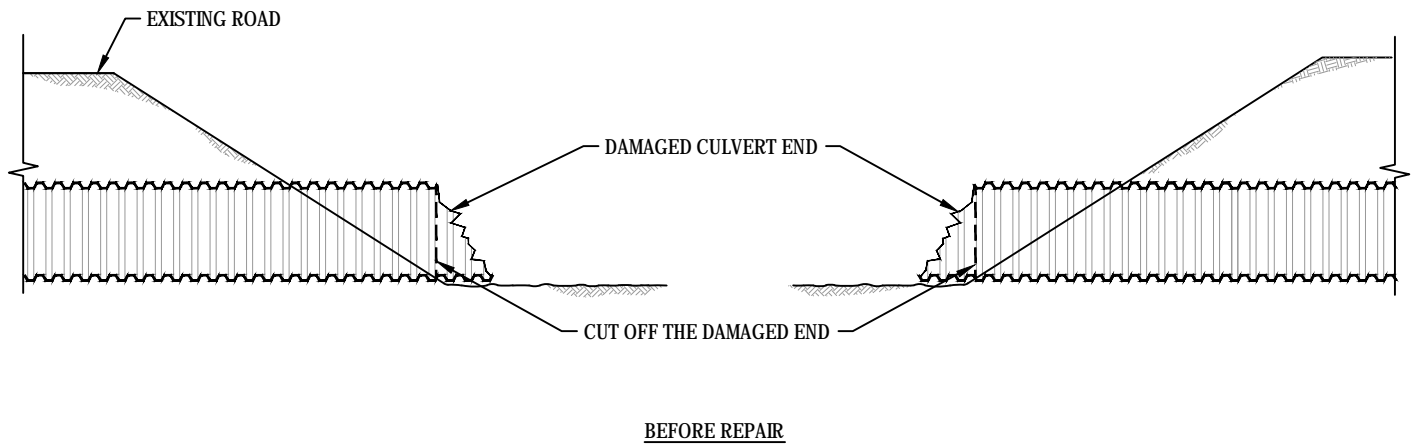 EXISTING ROAD
DAMAGED CULVERT END
CUT OFF THE DAMAGED END
BEFORE REPAIR